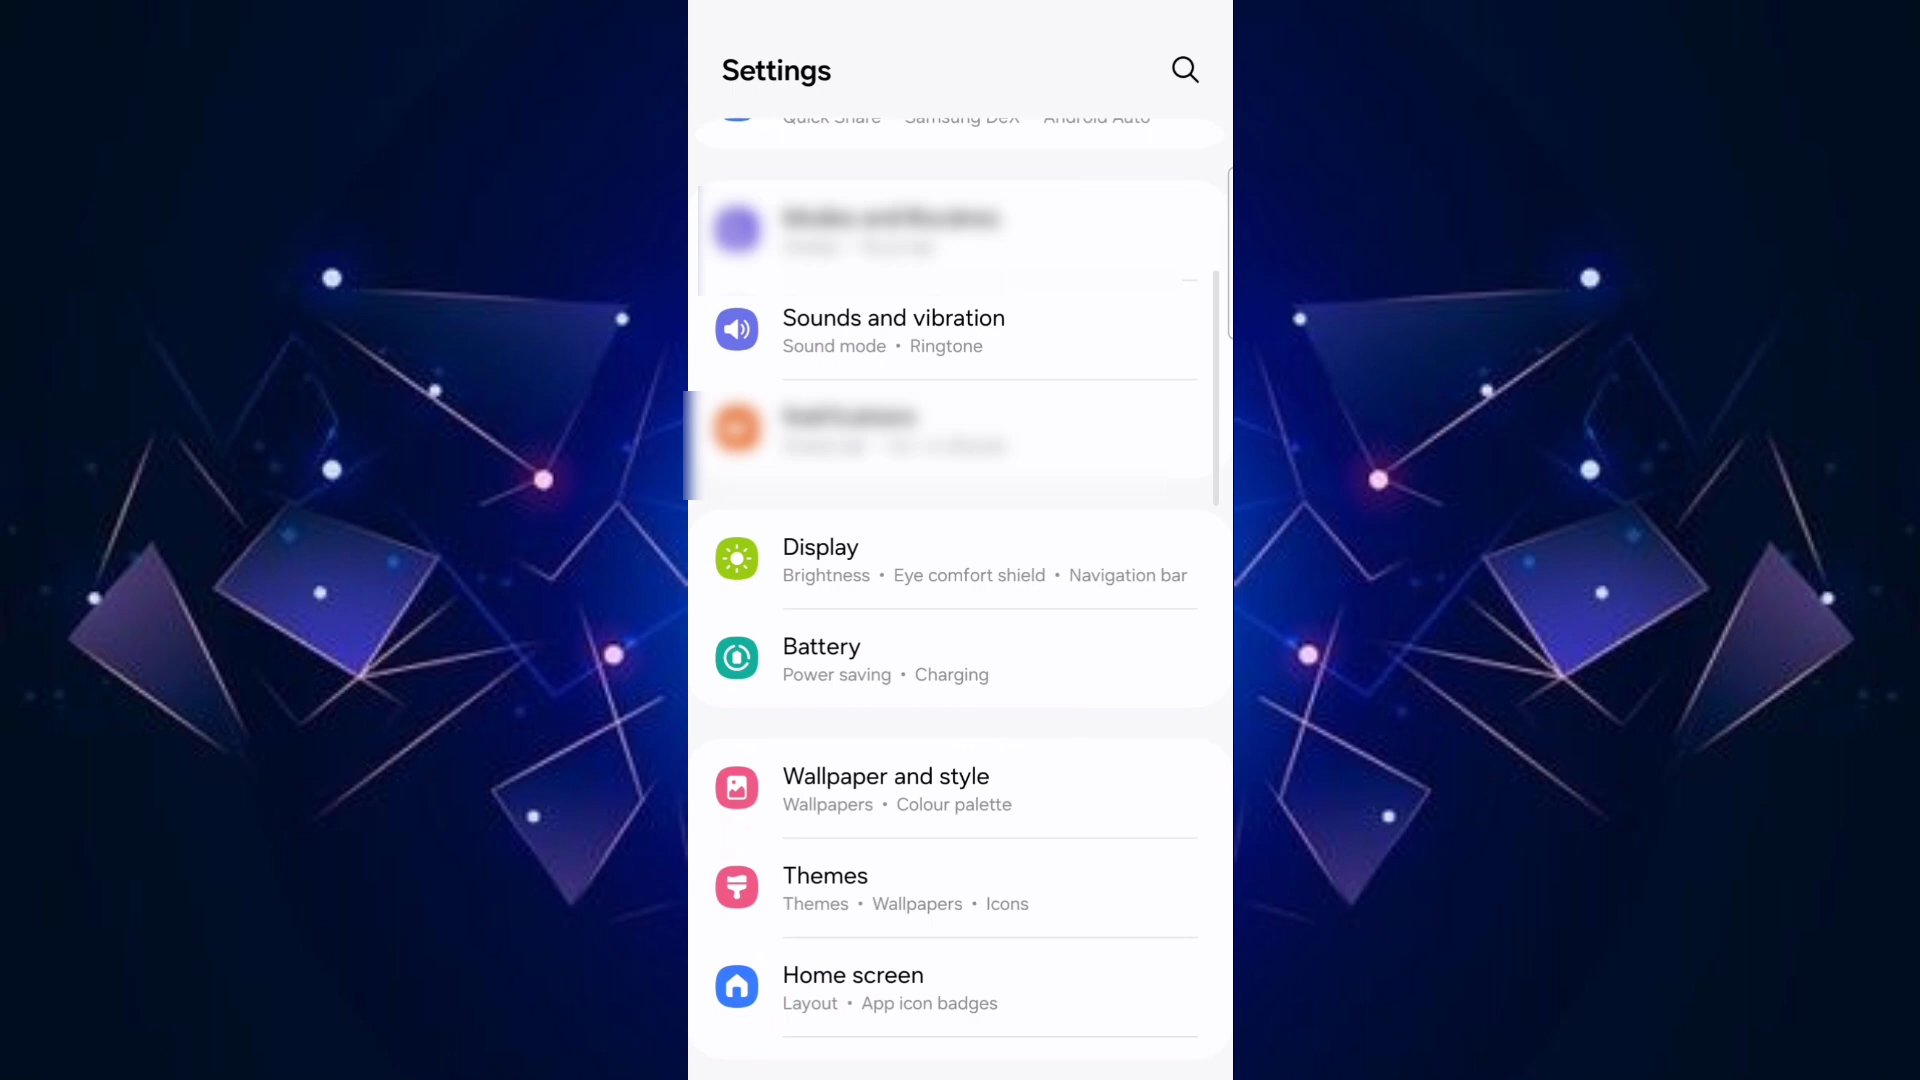 Settings
Quick Share Samsung DeX Android Auto
Sounds and vibration
Sound mode • Ringtone
Display
Brightness • Eye comfort shield • Navigation bar
Battery
Power saving • Charging
Wallpaper and style
Wallpapers • Colour palette
Themes
Themes • Wallpapers • Icons
Home screen
Layout • App icon badges